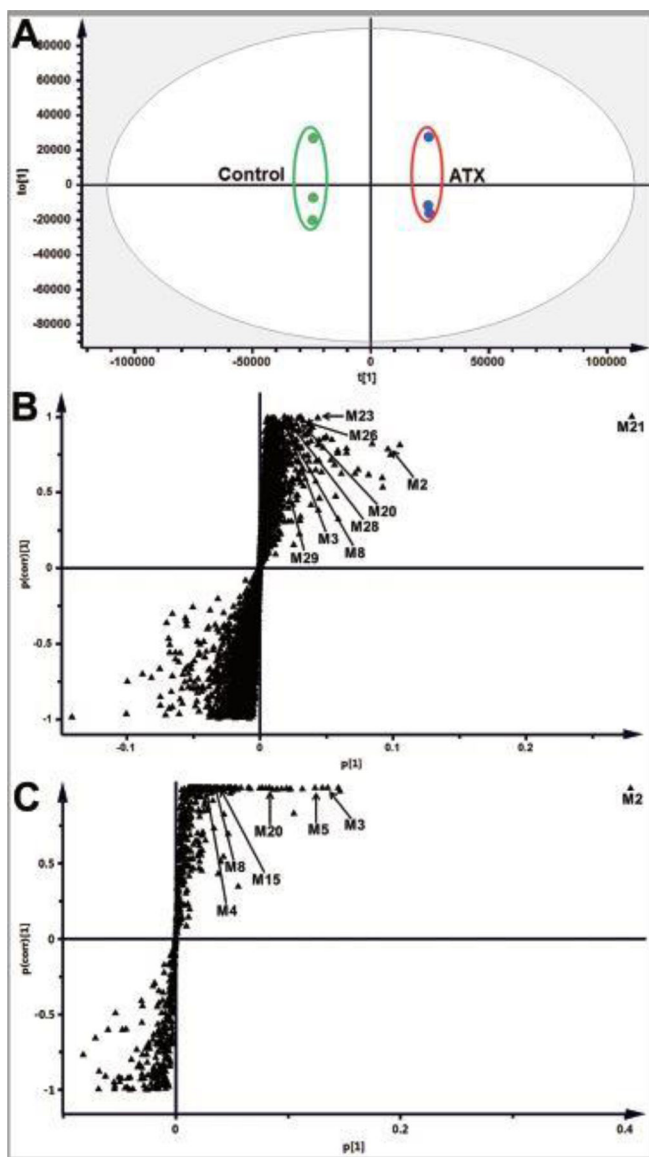 A
80000
60000
40000
20000
0
-20000
-40000
-60000
-80000
to[1]
Control
ATX
-100000 -50000 0 50000 100000
t[1]
B
1
0.5
0
-0.5
-1
p(corr)[1]
M23
M26
M21
M2
M20
M28
M3
M8
M29
-0.1 0 0.1 0.2
p[1]
C
0.5
0
-0.5
-1
p(corr)[1]
M2
M20 M5 M3
M8
M15
M4
0 0.2 0.4
p[1]